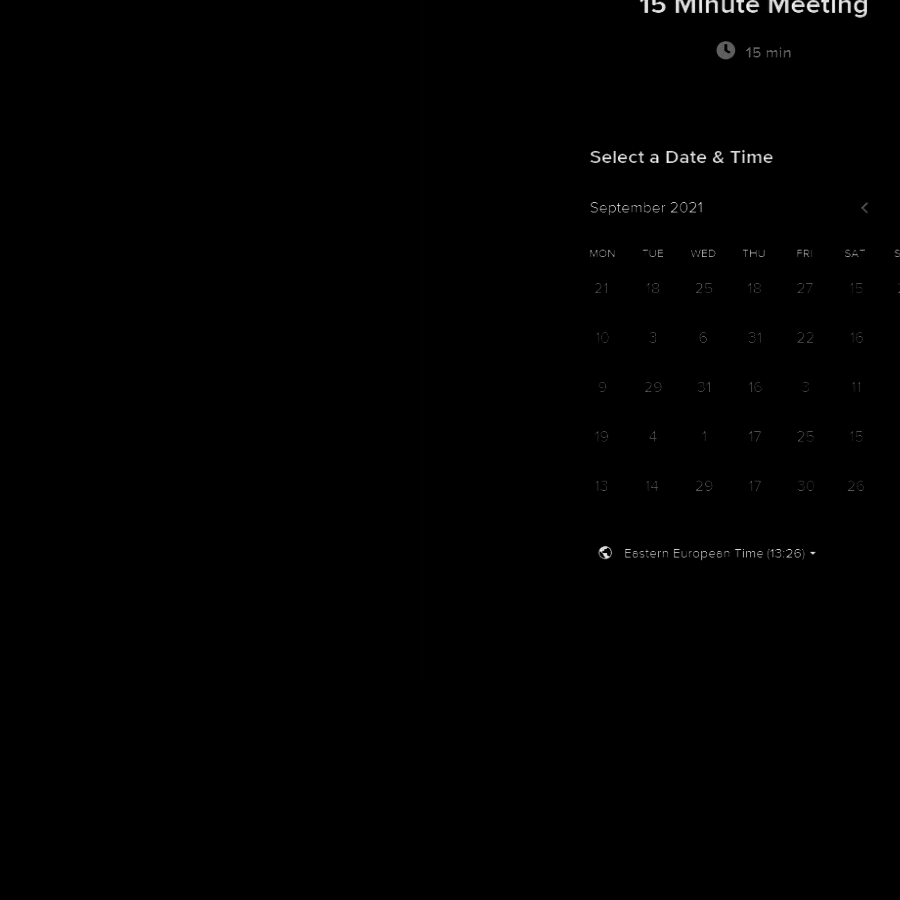 15 Minute Meeting
15 min
Select a Date & Time
September 2021
MON TUE WED THU FRI SAT
21 18 25 18 27 15
10 3 6 31 22 16
9 29 31 16 3 11
19 4 1 17 25 15
13 14 29 17 30 26
Eastern European Time (13:26)